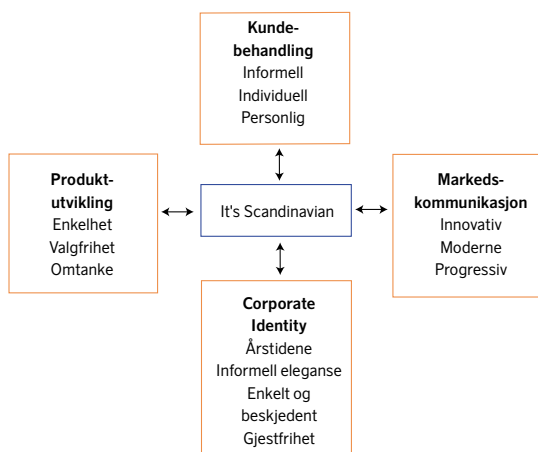 Kunde-
behandling
Informell
Individuell
Personlig
Produkt-
utvikling
Enkelhet
Valgfrihet
Omtanke
It's Scandinavian
Markeds-
kommunikasjon
Innovativ
Moderne
Progressiv
Corporate
Identity
Årstidene
Informell eleganse
Enkelt og
beskjedent
Gjestfrihet